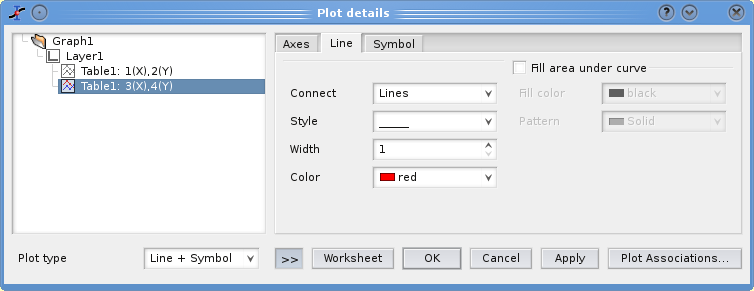 Plot details
Graph1
Layer1
Table1: 1(X),2(Y)
Table1: 3(X),4(Y)
Axes Line Symbol
Fill area under curve
Connect Lines Fill color black
Style Pattern Solid
Width 1
Color red
Plot type Line + Symbol >> Worksheet OK Cancel Apply Plot Associations...